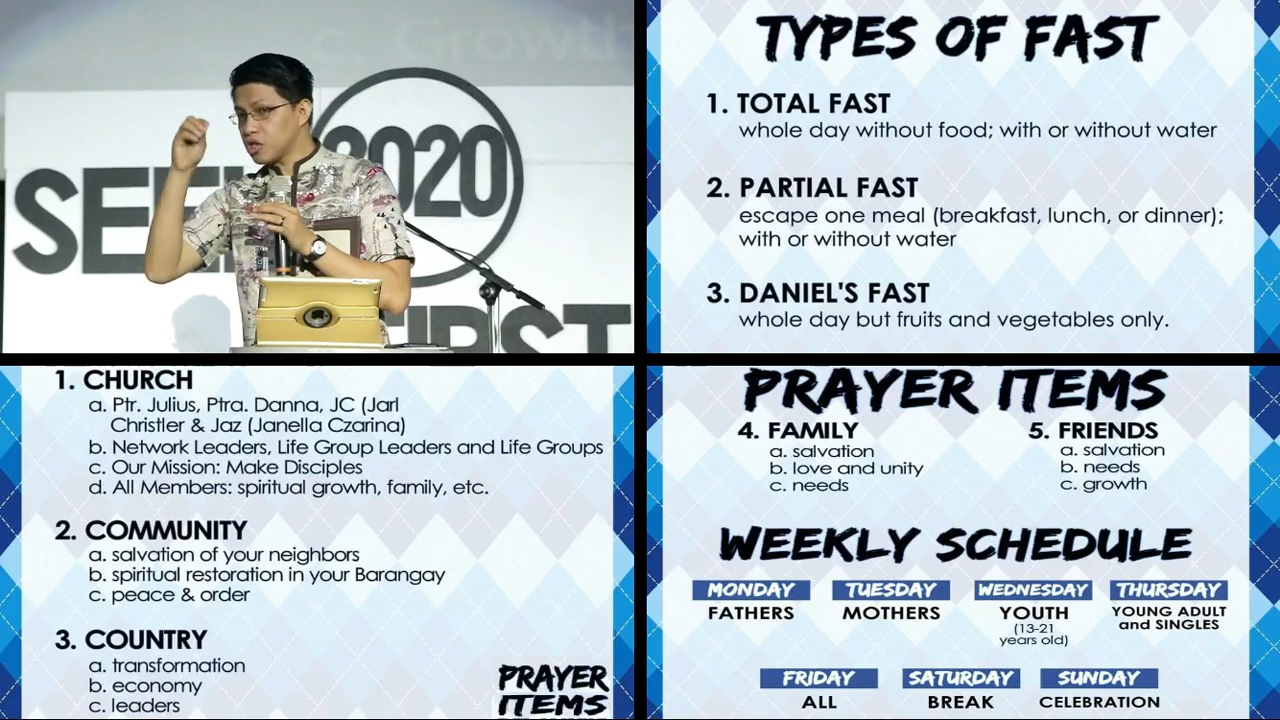 c. Growth
SEEK
2020
FIRST
TYPES OF FAST
1. TOTAL FAST
whole day without food; with or without water
2. PARTIAL FAST
escape one meal (breakfast, lunch, or dinner);
with or without water
3. DANIEL'S FAST
whole day but fruits and vegetables only.
1. CHURCH
a. Ptr. Julius, Ptra. Danna, JC (Jarl
Christler & Jaz (Janella Czarina)
b. Network Leaders, Life Group Leaders and Life Groups
c. Our Mission: Make Disciples
d. All Members: spiritual growth, family, etc.
2. COMMUNITY
a. salvation of your neighbors
b. spiritual restoration in your Barangay
c. peace & order
3. COUNTRY
a. transformation
b. economy
c. leaders
PRAYER
ITEMS
PRAYER ITEMS
4. FAMILY
a. salvation
b. love and unity
c. needs
5. FRIENDS
a. salvation
b. needs
c. growth
WEEKLY SCHEDULE
MONDAY
FATHERS
TUESDAY
MOTHERS
WEDNESDAY
YOUTH
(13-21
years old)
THURSDAY
YOUNG ADULT
and SINGLES
FRIDAY
ALL
SATURDAY
BREAK
SUNDAY
CELEBRATION